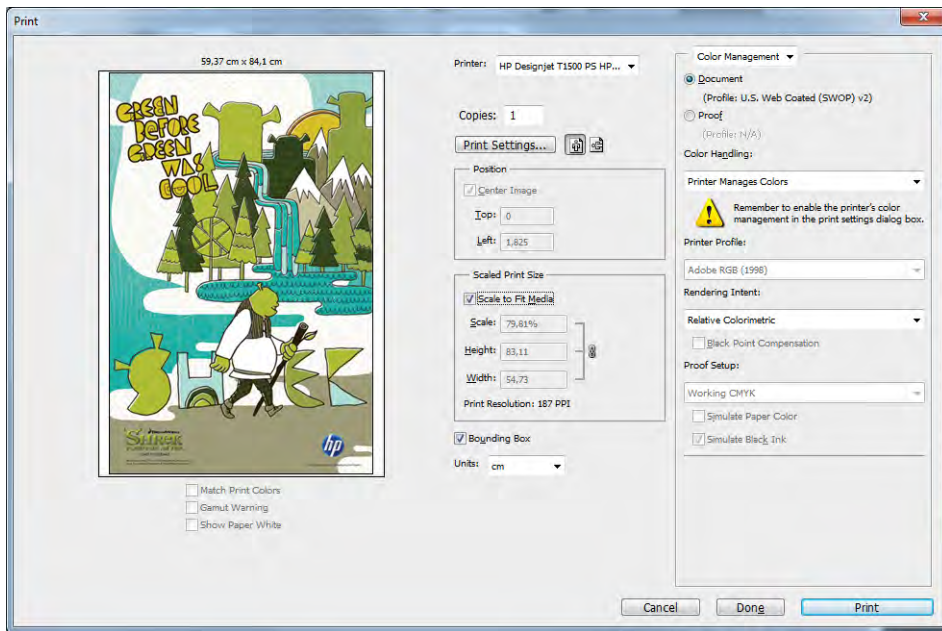 Print
59,37 cm x 84,1 cm
GREEN
BEFORE
GREEN
WAS
COOL
SHREK
SHREK
hp
Match Print Colors
Gamut Warning
Show Paper White
Printer: HP Designjet T1500 PS HP...
Copies: 1
Print Settings...
Position
Center Image
Top: 0
Left: 1,825
Scaled Print Size
Scale to Fit Media
Scale: 79,81%
Height: 83,11
Width: 54,73
Print Resolution: 187 PPI
Bounding Box
Units: cm
Color Management
Document
(Profile: U.S. Web Coated (SWOP) v2)
Proof
(Profile: N/A)
Color Handling:
Printer Manages Colors
Remember to enable the printer's color
management in the print settings dialog box.
Printer Profile:
Adobe RGB (1998)
Rendering Intent:
Relative Colorimetric
Black Point Compensation
Proof Setup:
Working CMYK
Simulate Paper Color
Simulate Black Ink
Cancel
Done
Print